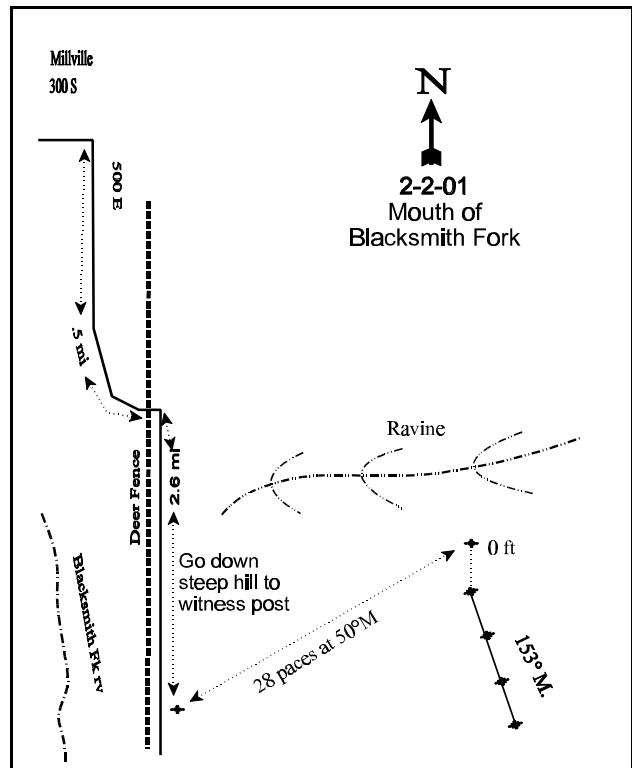 Millville
300 S
N
2-2-01
Mouth of
Blacksmith Fork
500 E
.5 mi
Ravine
2.6 mi
Deer Fence
0 ft
Go down
steep hill to
witness post
Blacksmith Fk rv
28 paces at 50°M
153° M.